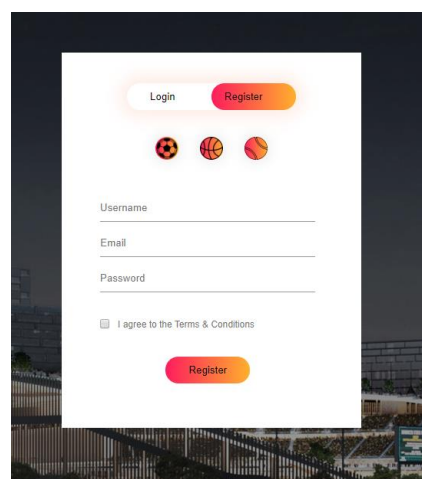 Login Register
Username
Email
Password
I agree to the Terms & Conditions
Register